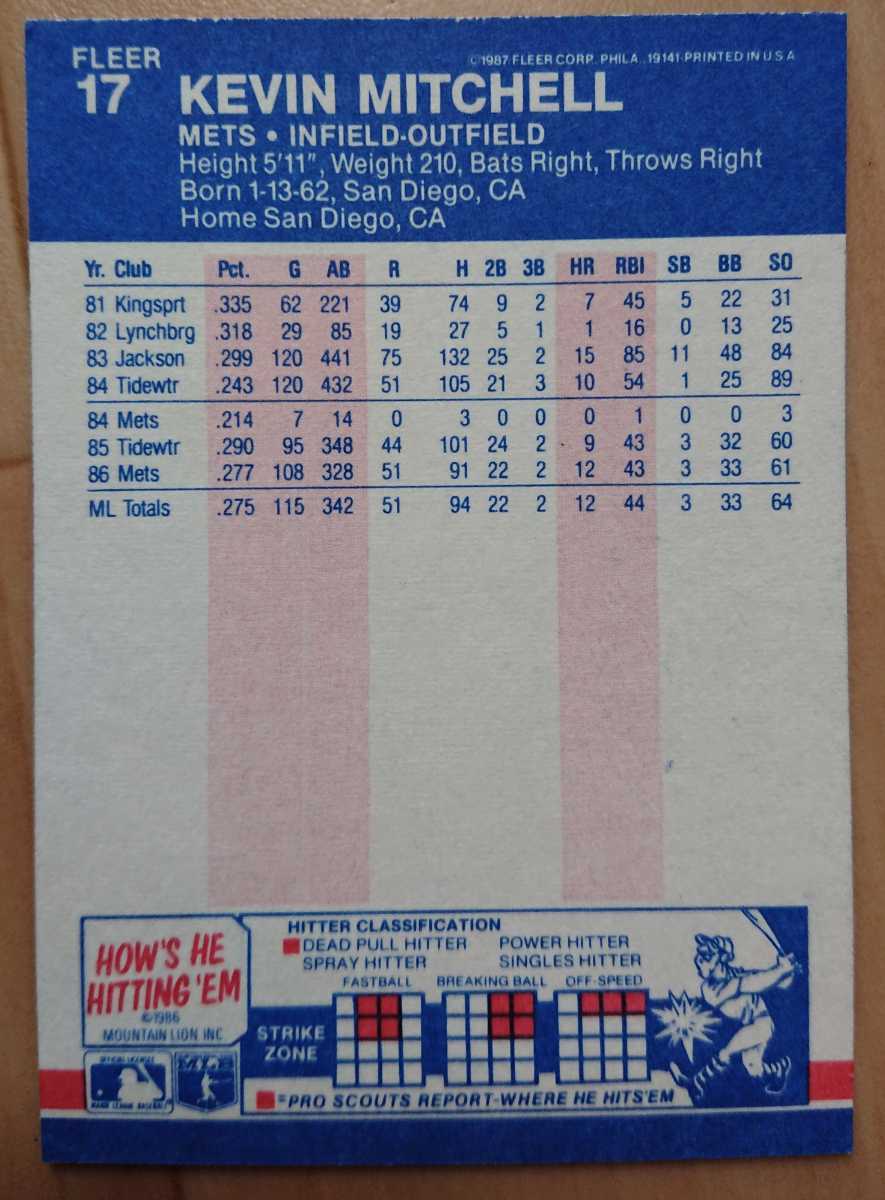 FLEER
17
©1987 FLEER CORP. PHILA., 19141-PRINTED IN U S A
KEVIN MITCHELL
METS • INFIELD-OUTFIELD
Height 5'11", Weight 210, Bats Right, Throws Right
Born 1-13-62, San Diego, CA
Home San Diego, CA
Yr. Club Pct. G AB R H 2B 3B HR RBI SB BB SO
81 Kingsprt .335 62 221 39 74 9 2 7 45 5 22 31
82 Lynchbrg .318 29 85 19 27 5 1 1 16 0 13 25
83 Jackson .299 120 441 75 132 25 2 15 85 11 48 84
84 Tidewtr .243 120 432 51 105 21 3 10 54 1 25 89
84 Mets .214 7 14 0 3 0 0 0 1 0 0 3
85 Tidewtr .290 95 348 44 101 24 2 9 43 3 32 60
86 Mets .277 108 328 51 91 22 2 12 43 3 33 61
ML Totals .275 115 342 51 94 22 2 12 44 3 33 64
HOW'S HE
HITTING 'EM
©1986
MOUNTAIN LION INC
HITTER CLASSIFICATION
DEAD PULL HITTER POWER HITTER
SPRAY HITTER SINGLES HITTER
FASTBALL BREAKING BALL OFF-SPEED
STRIKE
ZONE
=PRO SCOUTS REPORT-WHERE HE HITS'EM
OFFICIAL LICENSEE
MAJOR LEAGUE BASEBALL